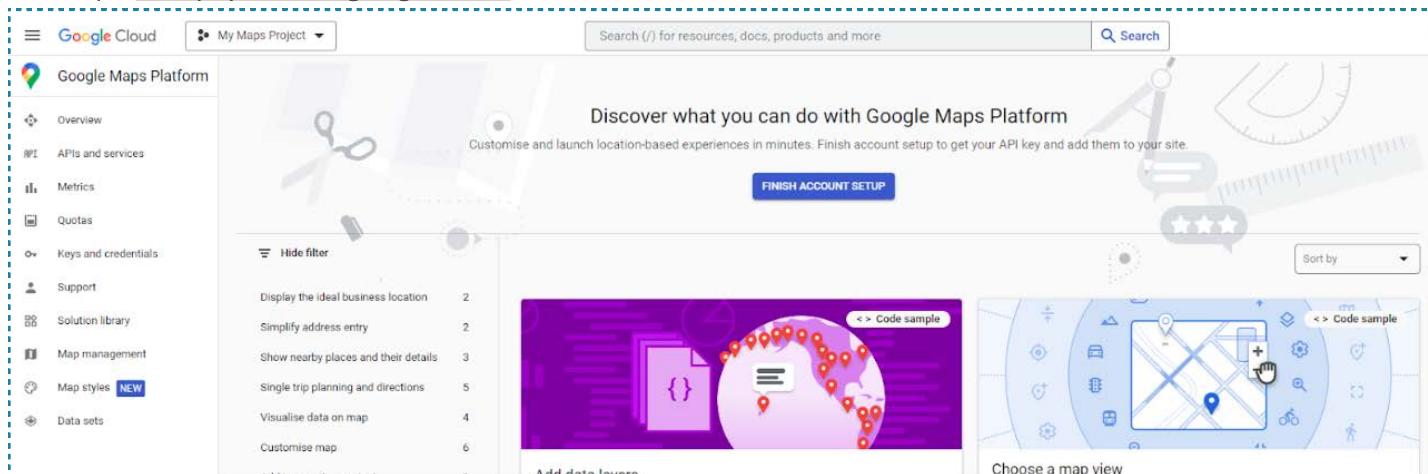 Google Cloud
My Maps Project
Search (/) for resources, docs, products and more
Search
Google Maps Platform
Overview
API APIs and services
Metrics
Quotas
Keys and credentials
Support
Solution library
Map management
Map styles NEW
Data sets
Discover what you can do with Google Maps Platform
Customise and launch location-based experiences in minutes. Finish account setup to get your API key and add them to your site.
FINISH ACCOUNT SETUP
Hide filter
Sort by
Display the ideal business location 2
Simplify address entry 2
Show nearby places and their details 3
Single trip planning and directions 5
Visualise data on map 4
Customise map 6
< > Code sample
{}
Add data layers
< > Code sample
Choose a map view